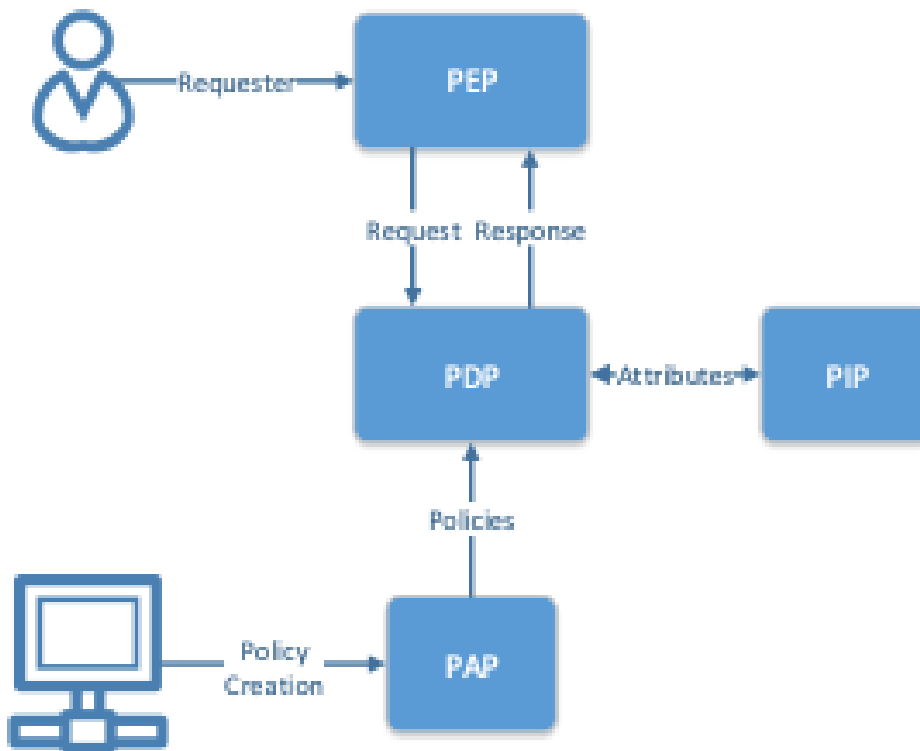 PEP
Requester
Request Response
PDP
Attributes
PIP
Policies
Policy
Creation
PAP